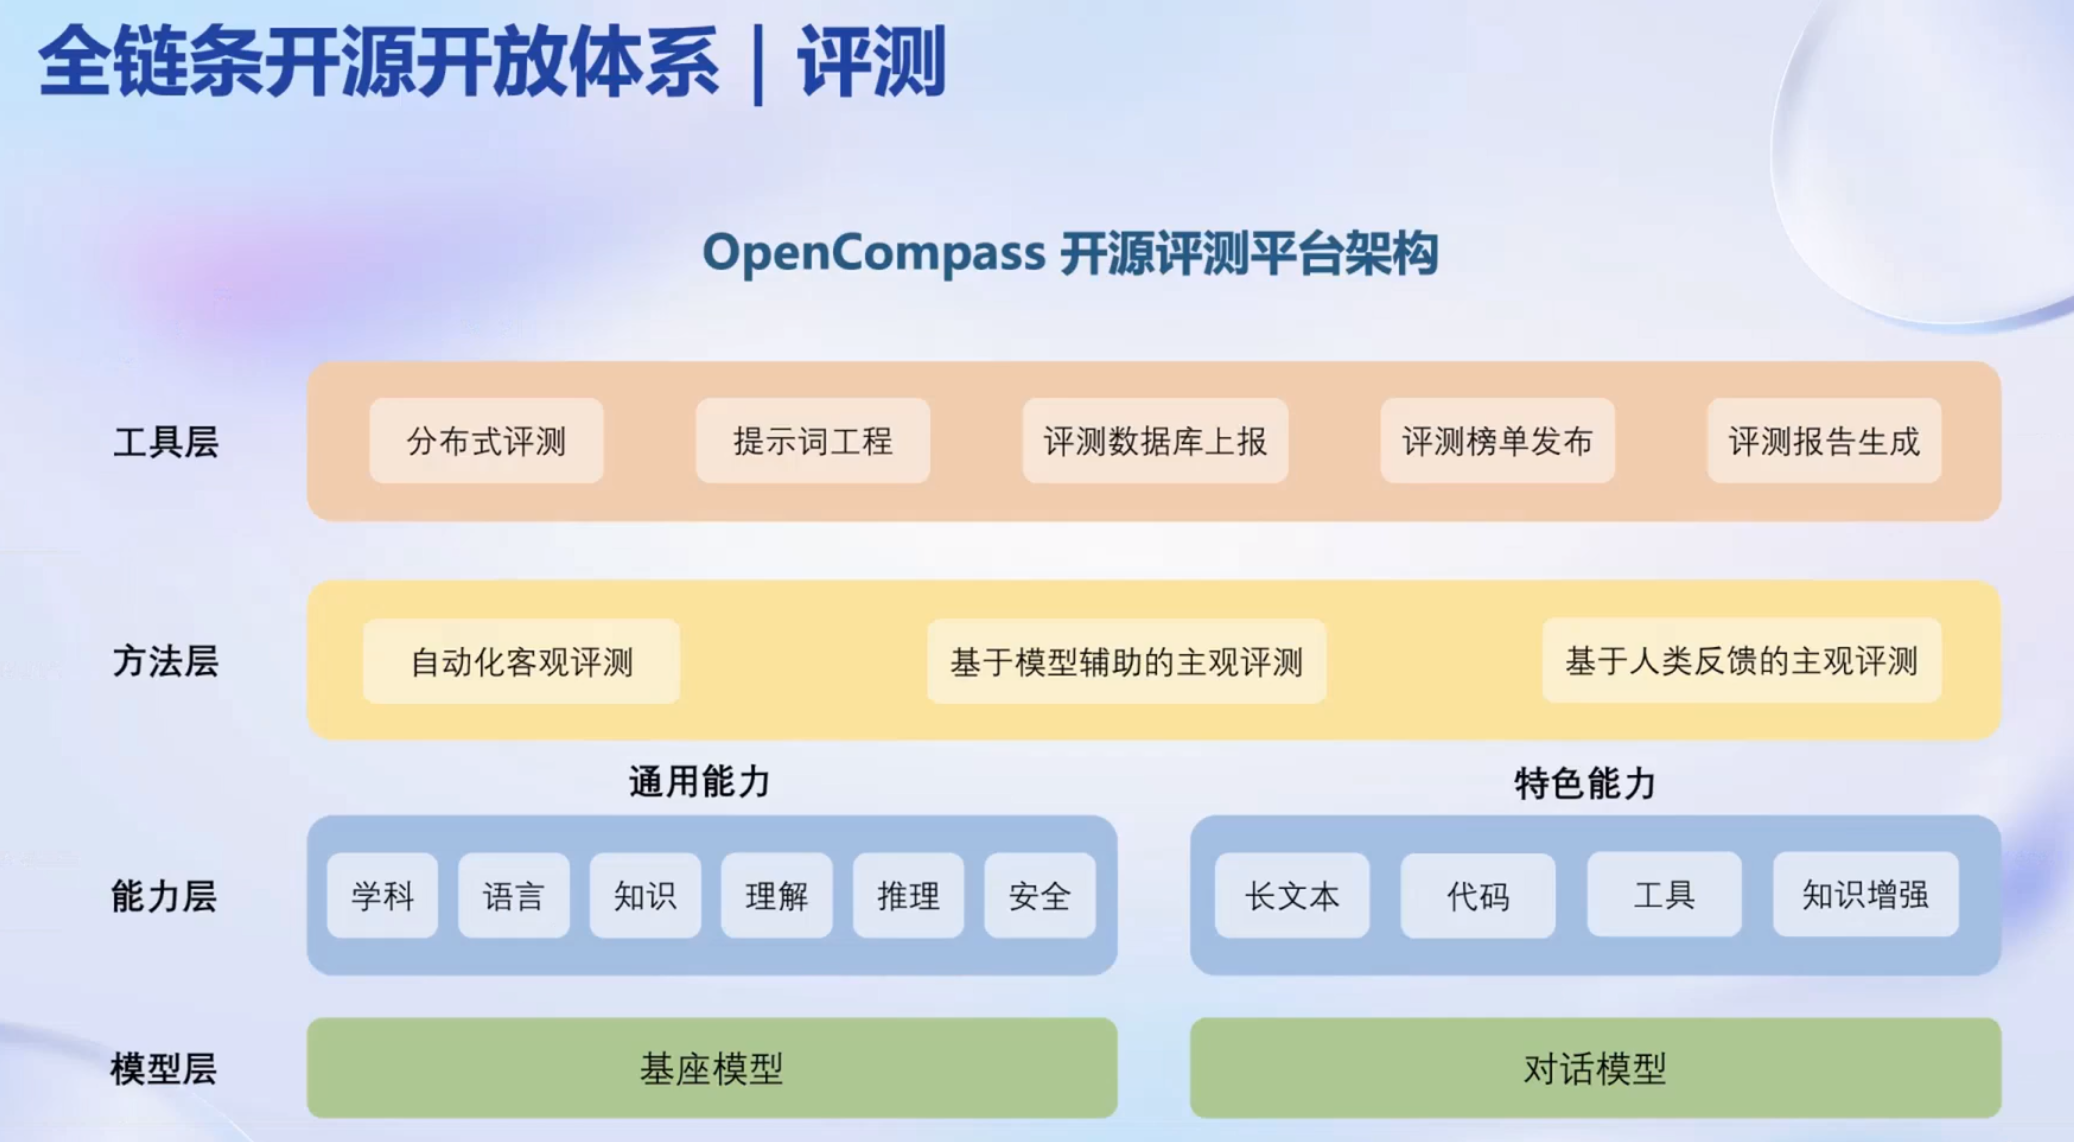 全链条开源开放体系｜评测
OpenCompass 开源评测平台架构
工具层
分布式评测
提示词工程
评测数据库上报
评测榜单发布
评测报告生成
方法层
自动化客观评测
基于模型辅助的主观评测
基于人类反馈的主观评测
通用能力
特色能力
能力层
学科
语言
知识
理解
推理
安全
长文本
代码
工具
知识增强
模型层
基座模型
对话模型